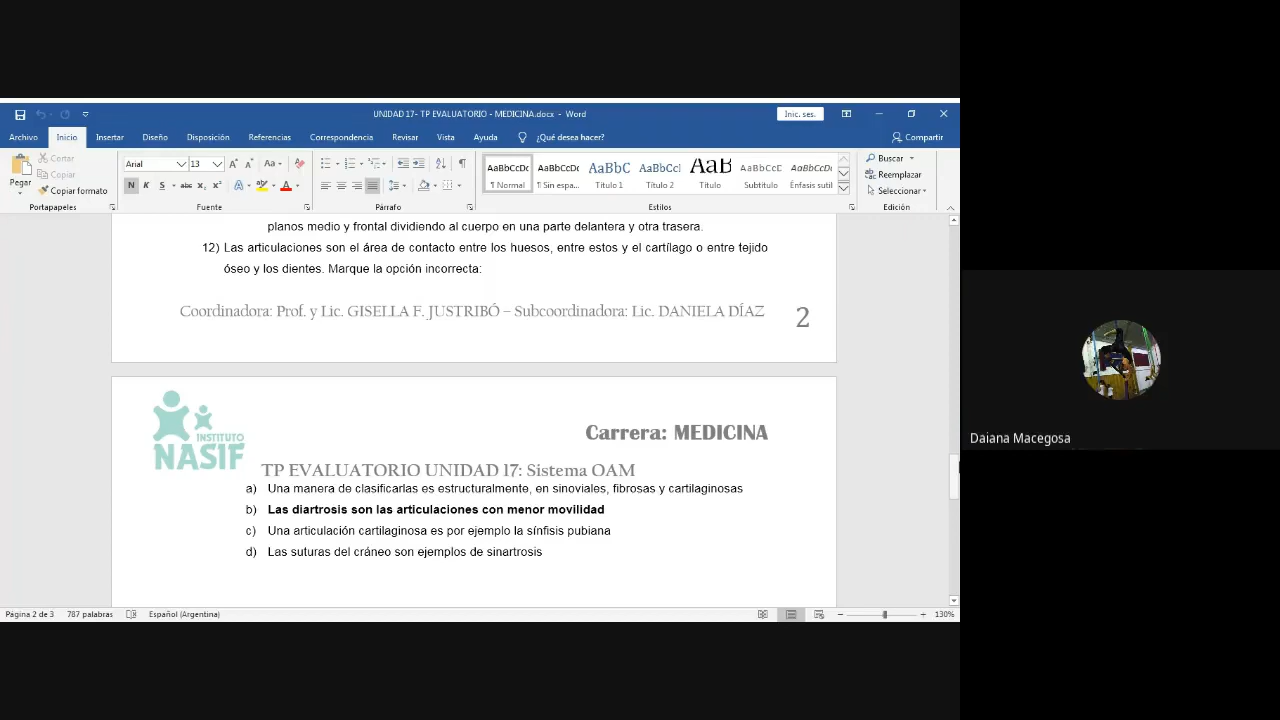 UNIDAD 17- TP EVALUATORIO - MEDICINA.docx - Word
Inic. ses.
Archivo Inicio Insertar Diseño Disposición Referencias Correspondencia Revisar Vista Ayuda ¿Qué desea hacer? Compartir
Pegar
Cortar
Copiar
Copiar formato
Portapapeles
Arial 13
Fuente
Párrafo
AaBbCcDc AaBbCcDc AaBbC AaBbCcI AaB AaBbCcD AaBbCcD
¶ Normal ¶ Sin espa... Título 1 Título 2 Título Subtítulo Énfasis sutil
Estilos
Buscar
Reemplazar
Seleccionar
Edición
planos medio y frontal dividiendo al cuerpo en una parte delantera y otra trasera.
12) Las articulaciones son el área de contacto entre los huesos, entre estos y el cartílago o entre tejido
óseo y los dientes. Marque la opción incorrecta:
Coordinadora: Prof. y Lic. GISELLA F. JUSTRIBÓ – Subcoordinadora: Lic. DANIELA DÍAZ 2
INSTITUTO
NASIF
Carrera: MEDICINA
TP EVALUATORIO UNIDAD 17: Sistema OAM
a) Una manera de clasificarlas es estructuralmente, en sinoviales, fibrosas y cartilaginosas
b) Las diartrosis son las articulaciones con menor movilidad
c) Una articulación cartilaginosa es por ejemplo la sínfisis pubiana
d) Las suturas del cráneo son ejemplos de sinartrosis
Página 2 de 3 787 palabras Español (Argentina) 130%
Daiana Macegosa